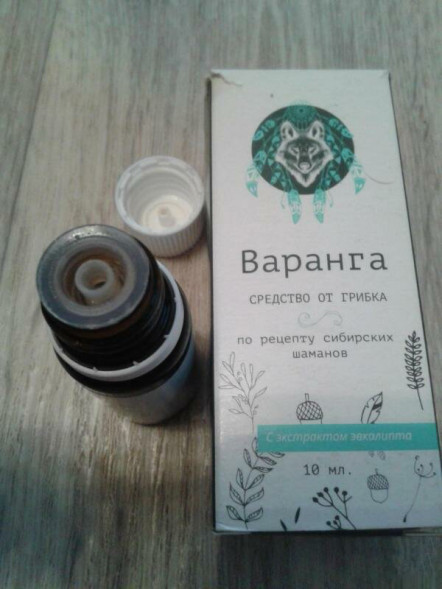 Варанга
СРЕДСТВО ОТ ГРИБКА
по рецепту сибирских
шаманов
С экстрактом эвкалипта
10 мл.